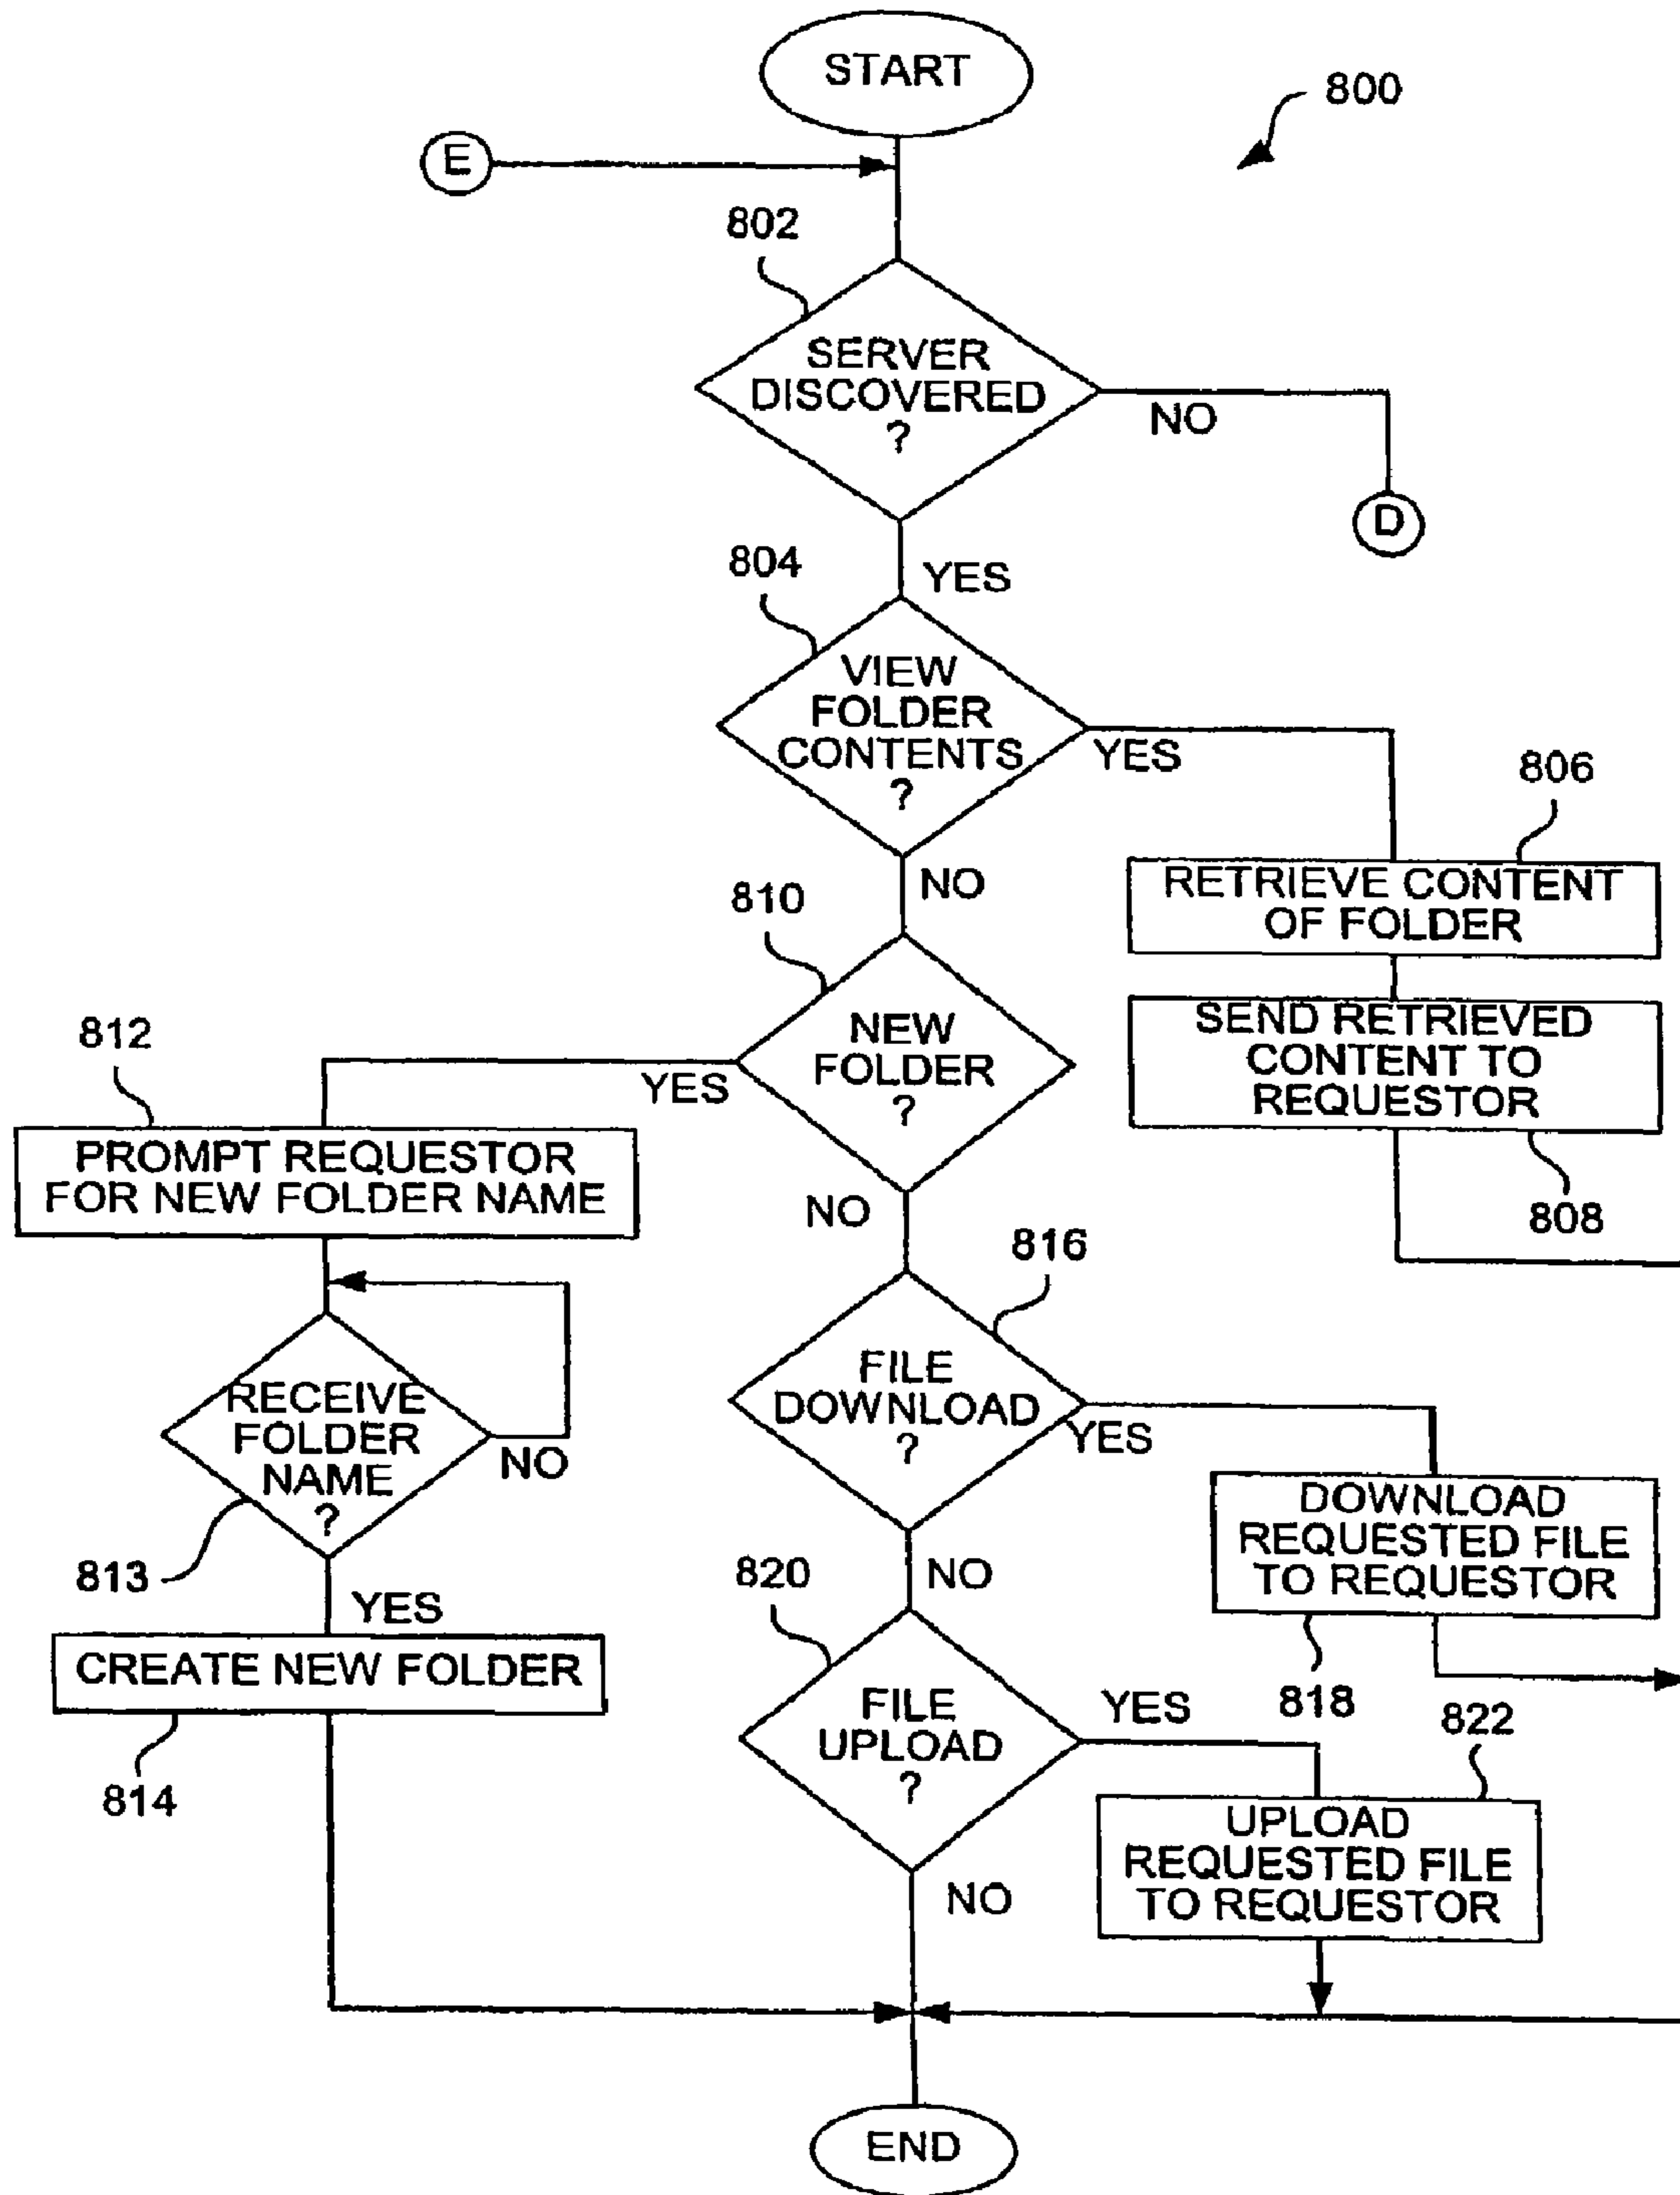 START
800
E
802
SERVER
DISCOVERED
?
NO
D
YES
804
VIEW
FOLDER
CONTENTS
?
YES
806
RETRIEVE CONTENT
OF FOLDER
SEND RETRIEVED
CONTENT TO
REQUESTOR
808
NO
810
NEW
FOLDER
?
YES
812
PROMPT REQUESTOR
FOR NEW FOLDER NAME
RECEIVE
FOLDER
NAME
?
NO
813
YES
CREATE NEW FOLDER
814
NO
816
FILE
DOWNLOAD
?
YES
DOWNLOAD
REQUESTED FILE
TO REQUESTOR
818
NO
820
FILE
UPLOAD
?
YES
822
UPLOAD
REQUESTED FILE
TO REQUESTOR
NO
END